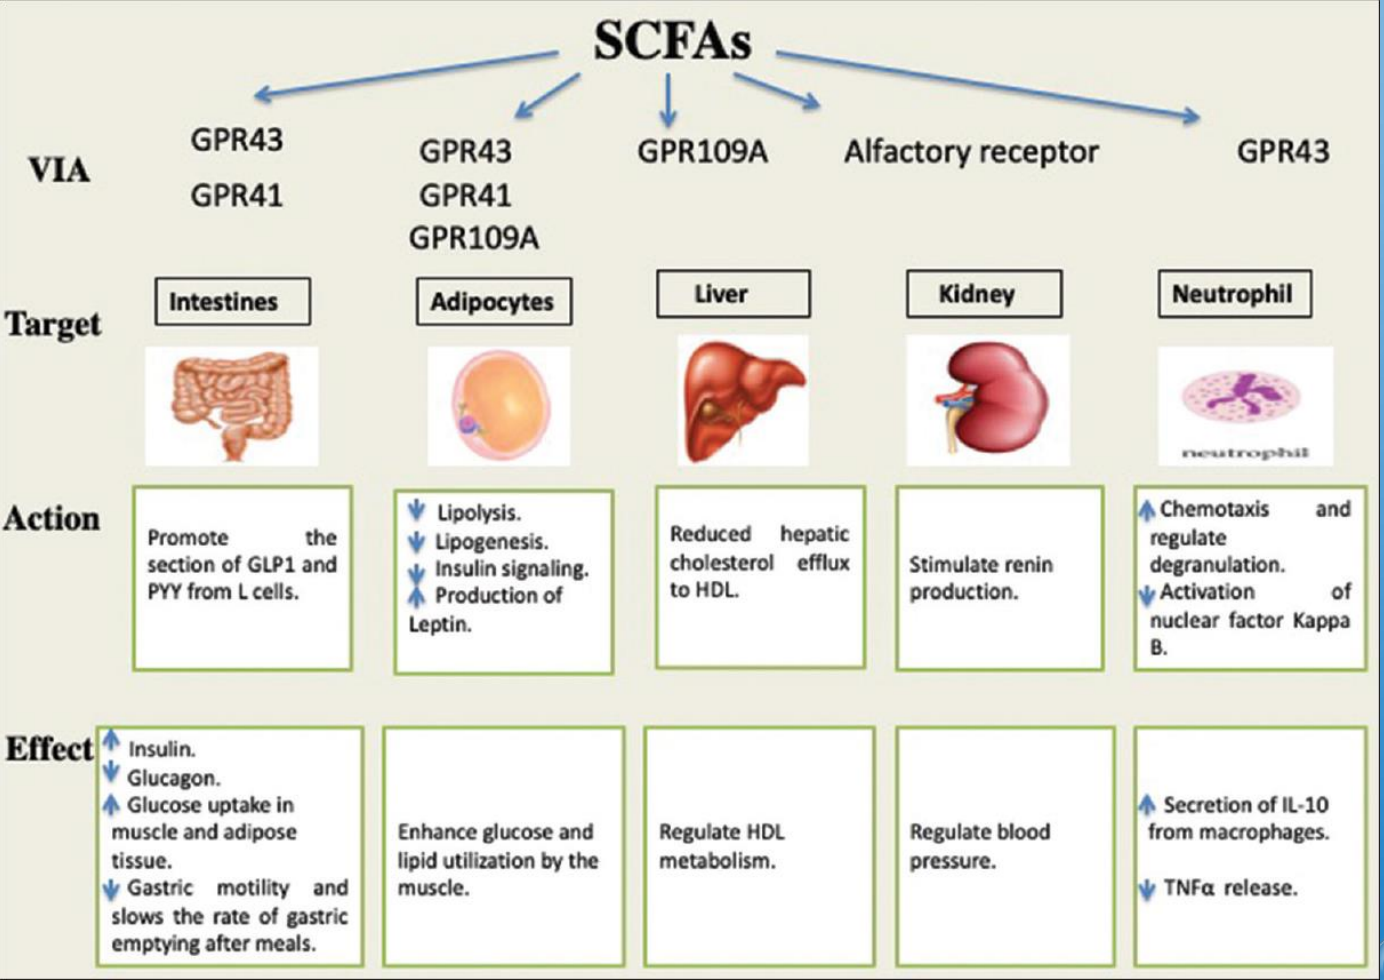 SCFAs
VIA
GPR43
GPR41
GPR43
GPR41
GPR109A
GPR109A
Alfactory receptor
GPR43
Target
Intestines
Adipocytes
Liver
Kidney
Neutrophil
neutrophil
Action
Promote the
section of GLP1 and
PYY from L cells.
Lipolysis.
Lipogenesis.
Insulin signaling.
Production of
Leptin.
Reduced hepatic
cholesterol efflux
to HDL.
Stimulate renin
production.
Chemotaxis and
regulate
degranulation.
Activation of
nuclear factor Kappa
B.
Effect
Insulin.
Glucagon.
Glucose uptake in
muscle and adipose
tissue.
Gastric motility and
slows the rate of gastric
emptying after meals.
Enhance glucose and
lipid utilization by the
muscle.
Regulate HDL
metabolism.
Regulate blood
pressure.
Secretion of IL-10
from macrophages.
TNFα release.